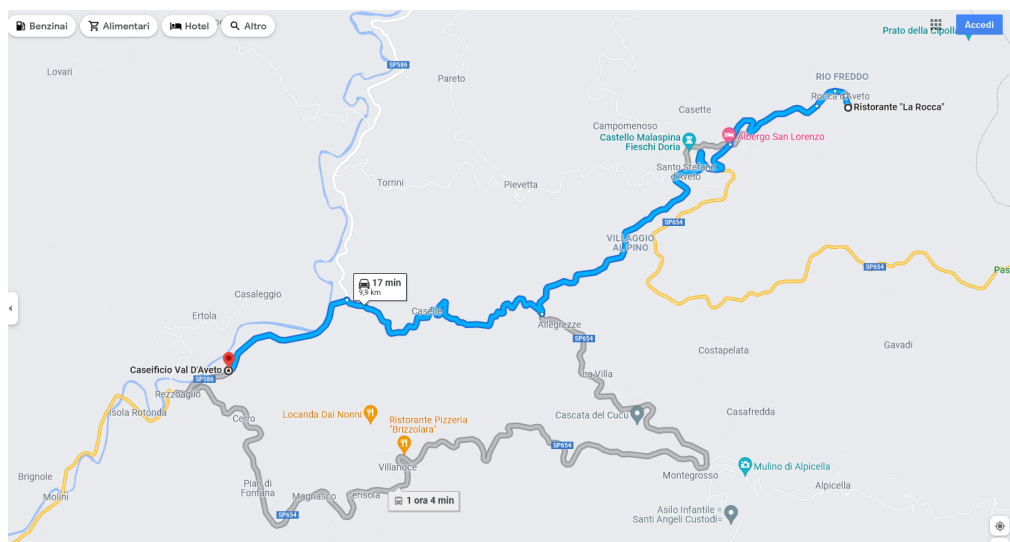 Benzinai
Alimentari
Hotel
Altro
Accedi
Prato della Cipolla
Lovari
SP586
Pareto
RIO FREDDO
Rocca d'Aveto
Ristorante "La Rocca"
Casette
Campomenoso
Castello Malaspina
Fieschi Doria
Albergo San Lorenzo
Santo Stefano
d'Aveto
Torrini
Pievetta
SP654
VILLAGGIO
ALPINO
SP654
Pas
17 min
9,9 km
Casaleggio
Caselle
Ertola
Allegrezze
SP654
Gavadi
Costapelata
Caseificio Val D'Aveto
SP586
Rezzoaglio
La Villa
Isola Rotonda
Cerro
Locanda Dai Nonni
Ristorante Pizzeria
"Brizzolara"
Cascata del Cucù
Casafredda
SP654
Villanoce
Montegrosso
Mulino di Alpicella
Brignole
Molini
Pian di
Fontana
Magnasco
Cerisola
1 ora 4 min
Alpicella
SP654
Asilo Infantile =
Santi Angeli Custodi=